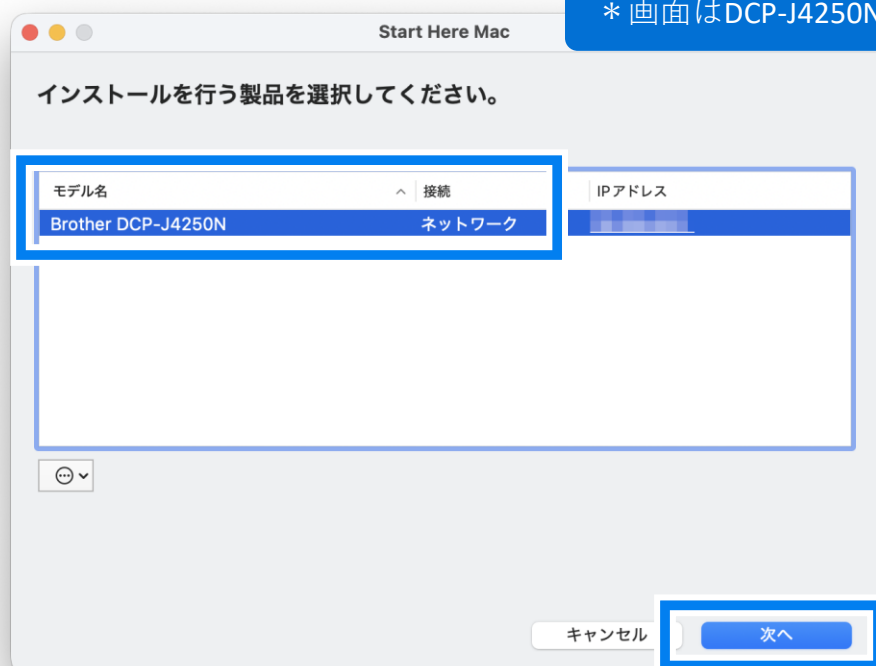 ＊画面はDCP-J4250N
Start Here Mac
インストールを行う製品を選択してください。
モデル名 接続 IPアドレス
Brother DCP-J4250N ネットワーク
キャンセル 次へ